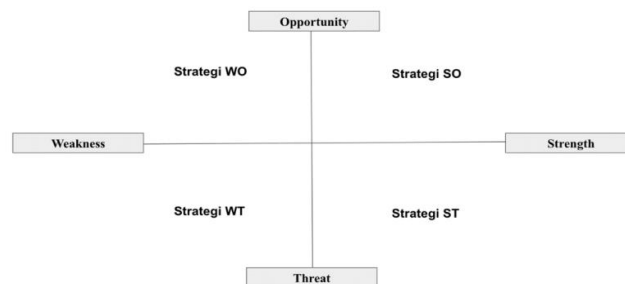 Opportunity
Strategi WO
Strategi SO
Weakness
Strength
Strategi WT
Strategi ST
Threat